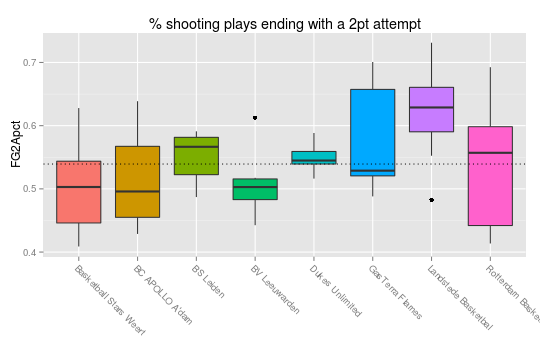 % shooting plays ending with a 2pt attempt
FG2Apct
0.7
0.6
0.5
0.4
Basketball Stars Weert
BC APOLLO A'dam
BS Leiden
BV Leeuwarden
Dukes Unlimited
GasTerra Flames
Landstede Basketbal
Rotterdam Baske